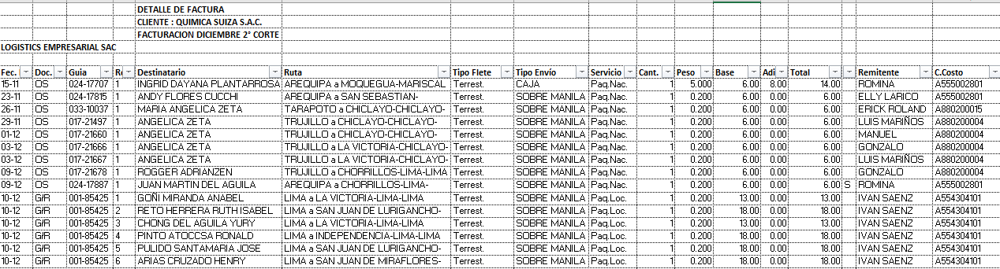 DETALLE DE FACTURA
CLIENTE : QUIMICA SUIZA S.A.C.
FACTURACION DICIEMBRE 2° CORTE
LOGISTICS EMPRESARIAL SAC
Fec. Doc. Guia Re Destinatario Ruta Tipo Flete Tipo Envío Servicio Cant. Peso Base Adi Total Remitente C.Costo
15-11 OS 024-17707 1 INGRID DAYANA PLANTARROSA AREQUIPA a MOQUEGUA-MARISCAL Terrest. CAJA Paq.Nac. 1 5.000 6.00 8.00 14.00 ROMINA A555002801
23-11 OS 024-17815 1 ANDY FLORES CUCCHI AREQUIPA a SAN SEBASTIAN- Terrest. SOBRE MANILA Paq.Nac. 1 0.200 6.00 0.00 6.00 ELLY LARICO A555002801
26-11 OS 033-10037 1 MARIA ANGELICA ZETA TARAPOTO a CHICLAYO-CHICLAYO- Terrest. SOBRE MANILA Paq.Nac. 1 0.200 6.00 0.00 6.00 ERICK ROLAND A880200015
29-11 OS 017-21497 1 ANGELICA ZETA TRUJILLO a CHICLAYO-CHICLAYO- Terrest. SOBRE MANILA Paq.Nac. 1 0.200 6.00 0.00 6.00 LUIS MARIÑOS A880200004
01-12 OS 017-21660 1 ANGELICA ZETA TRUJILLO a CHICLAYO-CHICLAYO- Terrest. SOBRE MANILA Paq.Nac. 1 0.200 6.00 0.00 6.00 MANUEL A880200004
03-12 OS 017-21666 1 ANGELICA ZETA TRUJILLO a LA VICTORIA-CHICLAYO- Terrest. SOBRE MANILA Paq.Nac. 1 0.200 6.00 0.00 6.00 GONZALO A880200004
03-12 OS 017-21667 1 ANGELICA ZETA TRUJILLO a LA VICTORIA-CHICLAYO- Terrest. SOBRE MANILA Paq.Nac. 1 0.200 6.00 0.00 6.00 LUIS MARIÑOS A880200004
09-12 OS 017-21678 1 ROGGER ADRIANZEN TRUJILLO a CHORRILLOS-LIMA-LIMA Terrest. SOBRE MANILA Paq.Nac. 1 0.200 6.00 0.00 6.00 GONZALO A880200004
09-12 OS 024-17887 1 JUAN MARTIN DEL AGUILA AREQUIPA a CHORRILLOS-LIMA- Terrest. SOBRE MANILA Paq.Nac. 1 0.200 6.00 0.00 6.00 S ROMINA A555002801
10-12 G/R 001-85425 1 GOÑI MIRANDA ANABEL LIMA a LA VICTORIA-LIMA-LIMA Terrest. SOBRE MANILA Paq.Loc. 1 0.200 13.00 0.00 13.00 IVAN SAENZ A554304101
10-12 G/R 001-85425 2 RETO HERRERA RUTH ISABEL LIMA a SAN JUAN DE LURIGANCHO- Terrest. SOBRE MANILA Paq.Loc. 1 0.200 18.00 0.00 18.00 IVAN SAENZ A554304101
10-12 G/R 001-85425 3 CHONG DEL AGUILA YURY LIMA a LA VICTORIA-LIMA-LIMA Terrest. SOBRE MANILA Paq.Loc. 1 0.200 13.00 0.00 13.00 IVAN SAENZ A554304101
10-12 G/R 001-85425 4 PINTO ATOCCSA RONALD LIMA a INDEPENDENCIA-LIMA-LIMA Terrest. SOBRE MANILA Paq.Loc. 1 0.200 18.00 0.00 18.00 IVAN SAENZ A554304101
10-12 G/R 001-85425 5 PULIDO SANTAMARIA JOSE LIMA a SAN JUAN DE LURIGANCHO- Terrest. SOBRE MANILA Paq.Loc. 1 0.200 18.00 0.00 18.00 IVAN SAENZ A554304101
10-12 G/R 001-85425 6 ARIAS CRUZADO HENRY LIMA a SAN JUAN DE MIRAFLORES- Terrest. SOBRE MANILA Paq.Loc. 1 0.200 18.00 0.00 18.00 IVAN SAENZ A554304101